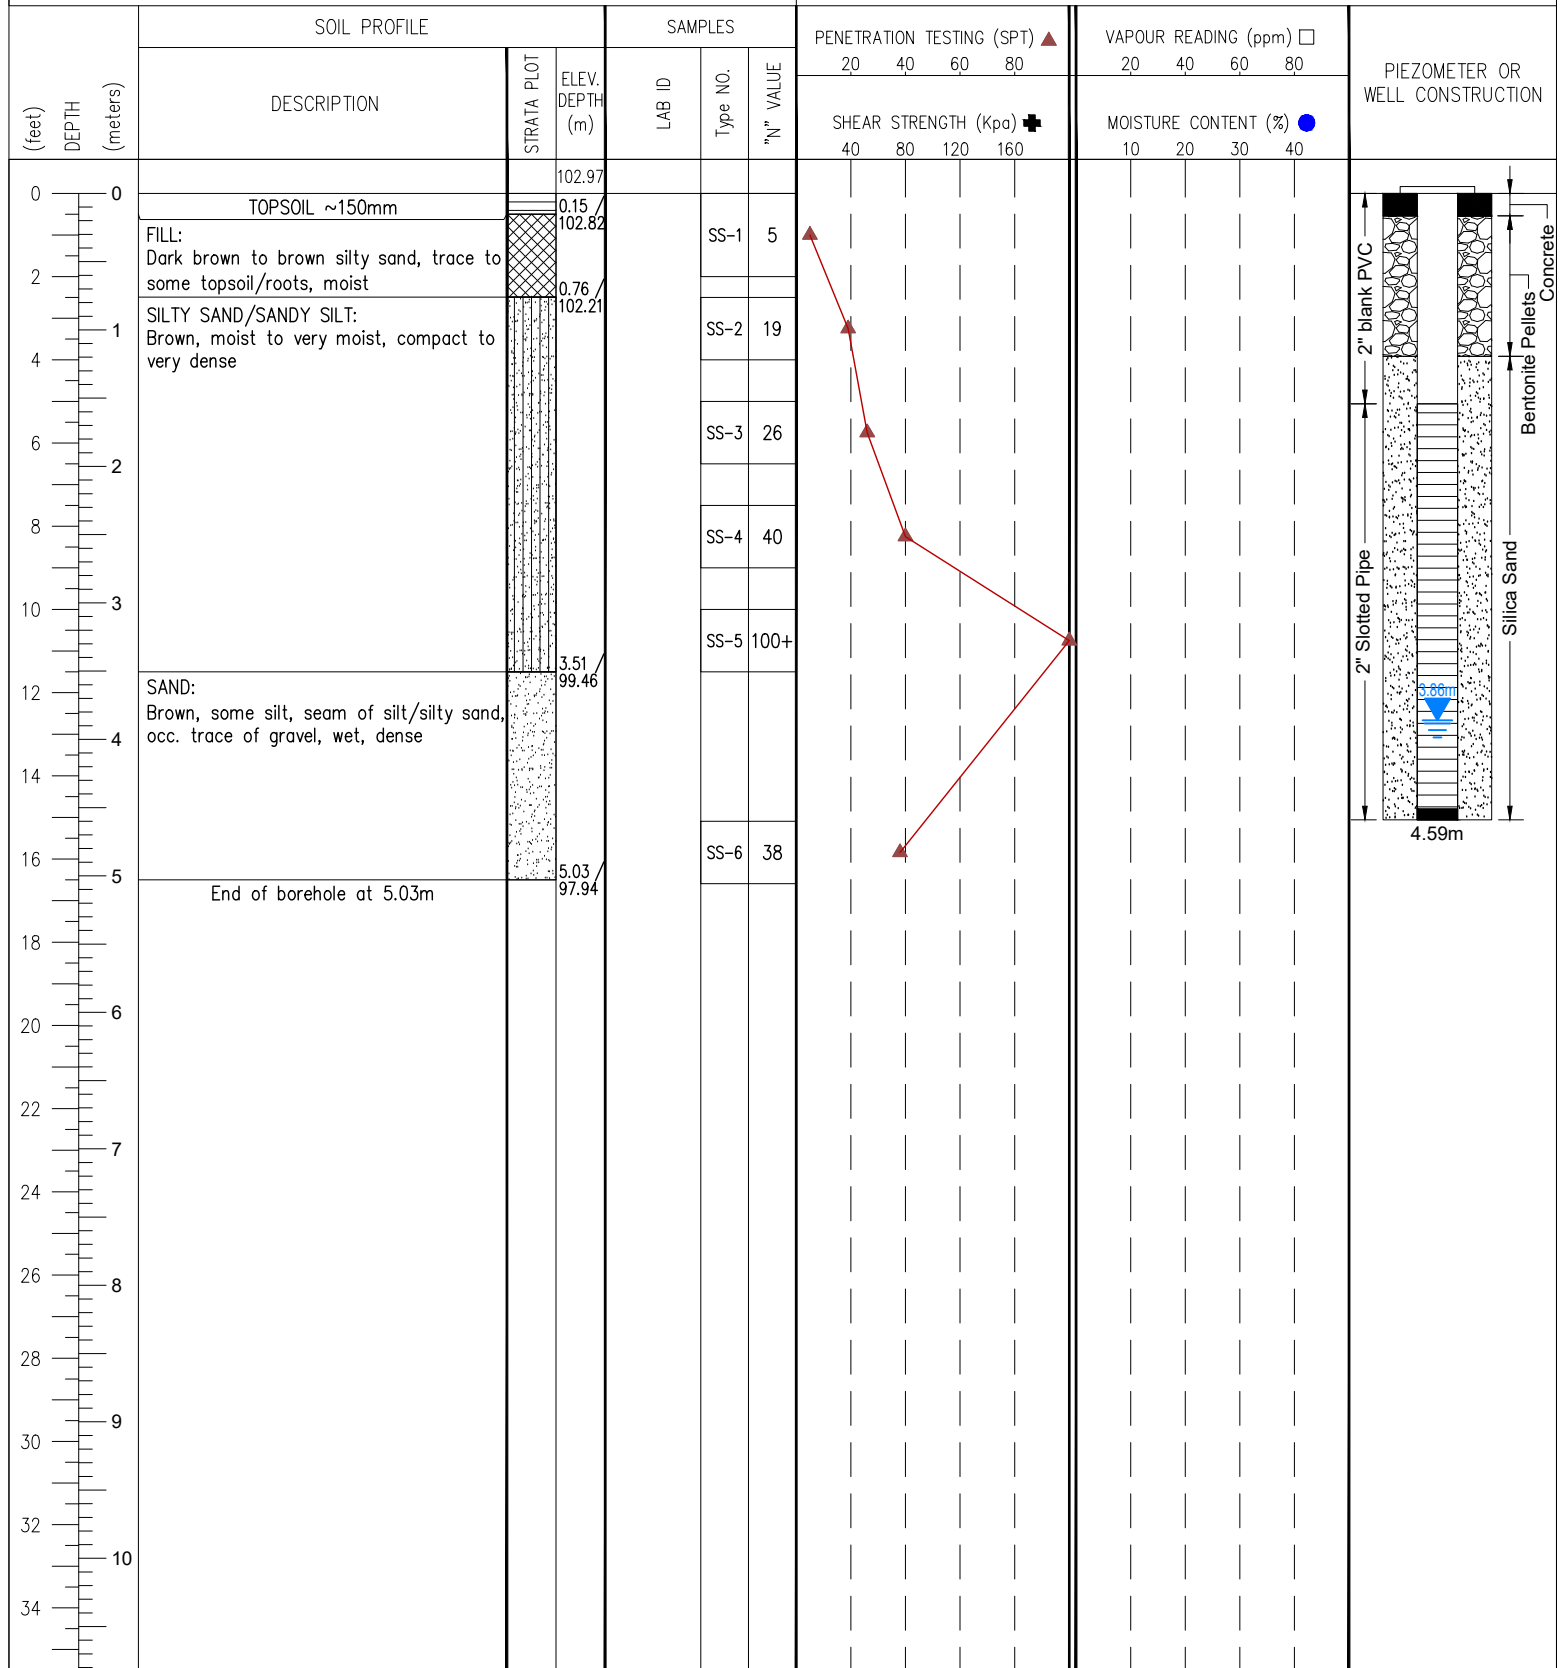 SOIL PROFILE
SAMPLES
PENETRATION TESTING (SPT)
20 40 60 80
SHEAR STRENGTH (Kpa)
40 80 120 160
VAPOUR READING (ppm)
20 40 60 80
MOISTURE CONTENT (%)
10 20 30 40
PIEZOMETER OR
WELL CONSTRUCTION
(feet)
DEPTH
(meters)
DESCRIPTION
STRATA PLOT
ELEV.
DEPTH
(m)
LAB ID
Type NO.
"N" VALUE
102.97
0 0
TOPSOIL ~150mm
0.15
102.82
FILL:
Dark brown to brown silty sand, trace to
some topsoil/roots, moist
SS-1 5
2
0.76
102.21
SILTY SAND/SANDY SILT:
Brown, moist to very moist, compact to
very dense
1
SS-2 19
4
6
SS-3 26
2
8
SS-4 40
10
3
SS-5 100+
3.51
99.46
12
SAND:
Brown, some silt, seam of silt/silty sand,
occ. trace of gravel, wet, dense
4
14
16
SS-6 38
5
5.03
97.94
End of borehole at 5.03m
18
6
20
22
7
24
26
8
28
9
30
32
10
34
2" blank PVC
2" Slotted Pipe
Concrete
Bentonite Pellets
Silica Sand
3.86m
4.59m